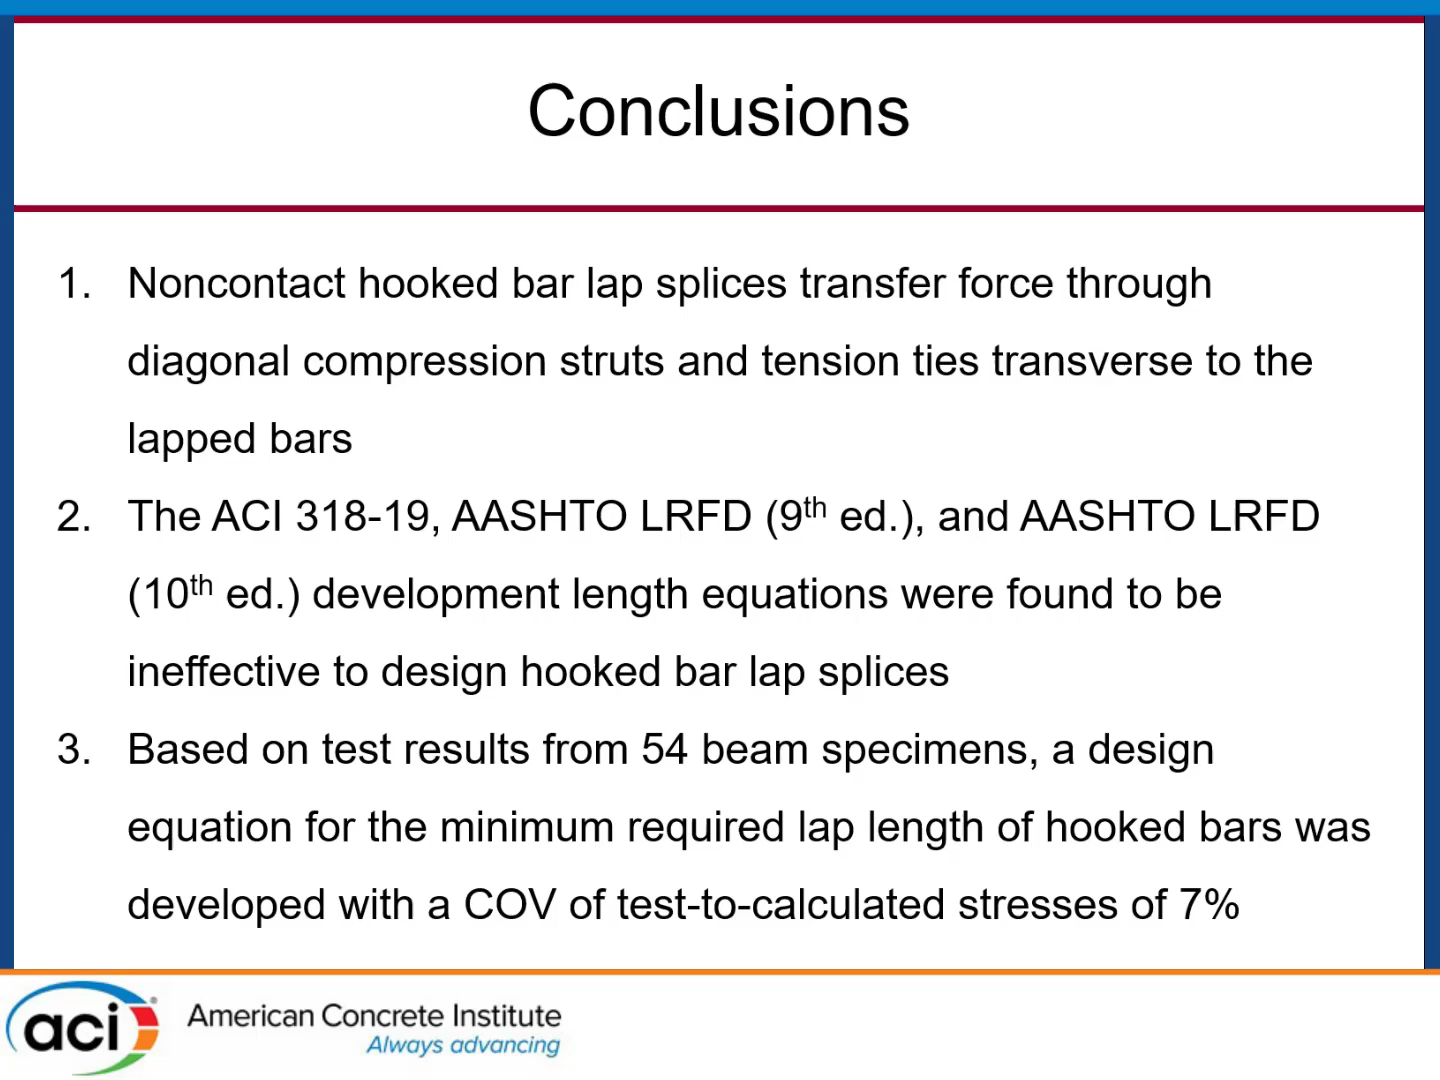 Conclusions
1. Noncontact hooked bar lap splices transfer force through
diagonal compression struts and tension ties transverse to the
lapped bars
2. The ACI 318-19, AASHTO LRFD (9th ed.), and AASHTO LRFD
(10th ed.) development length equations were found to be
ineffective to design hooked bar lap splices
3. Based on test results from 54 beam specimens, a design
equation for the minimum required lap length of hooked bars was
developed with a COV of test-to-calculated stresses of 7%
aci
American Concrete Institute
Always advancing